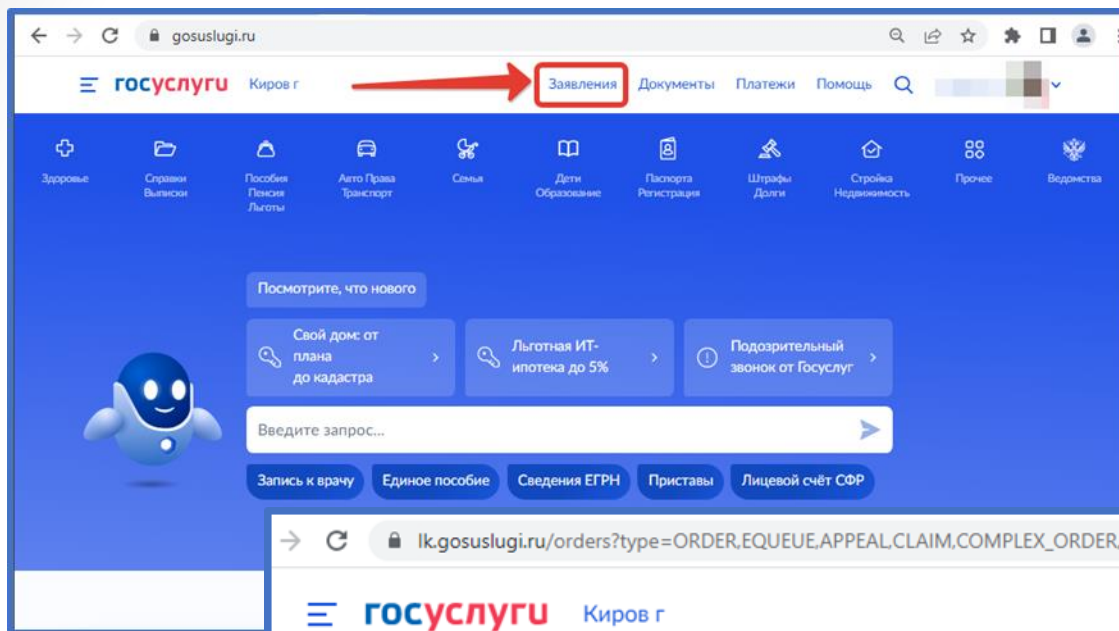 gosuslugi.ru
госуслуги Киров г Заявления Документы Платежи Помощь
Здоровье
Справки
Выписки
Пособия
Пенсия
Льготы
Авто Права
Транспорт
Семья
Дети
Образование
Паспорта
Регистрация
Штрафы
Долги
Стройка
Недвижимость
Прочее
Ведомства
Посмотрите, что нового
Свой дом: от
плана
до кадастра
Льготная ИТ-
ипотека до 5%
Подозрительный
звонок от Госуслуг
Введите запрос...
Запись к врачу Единое пособие Сведения ЕГРН Приставы Лицевой счёт СФР
lk.gosuslugi.ru/orders?type=ORDER,EQUEUE,APPEAL,CLAIM,COMPLEX_ORDER,
госуслуги Киров г